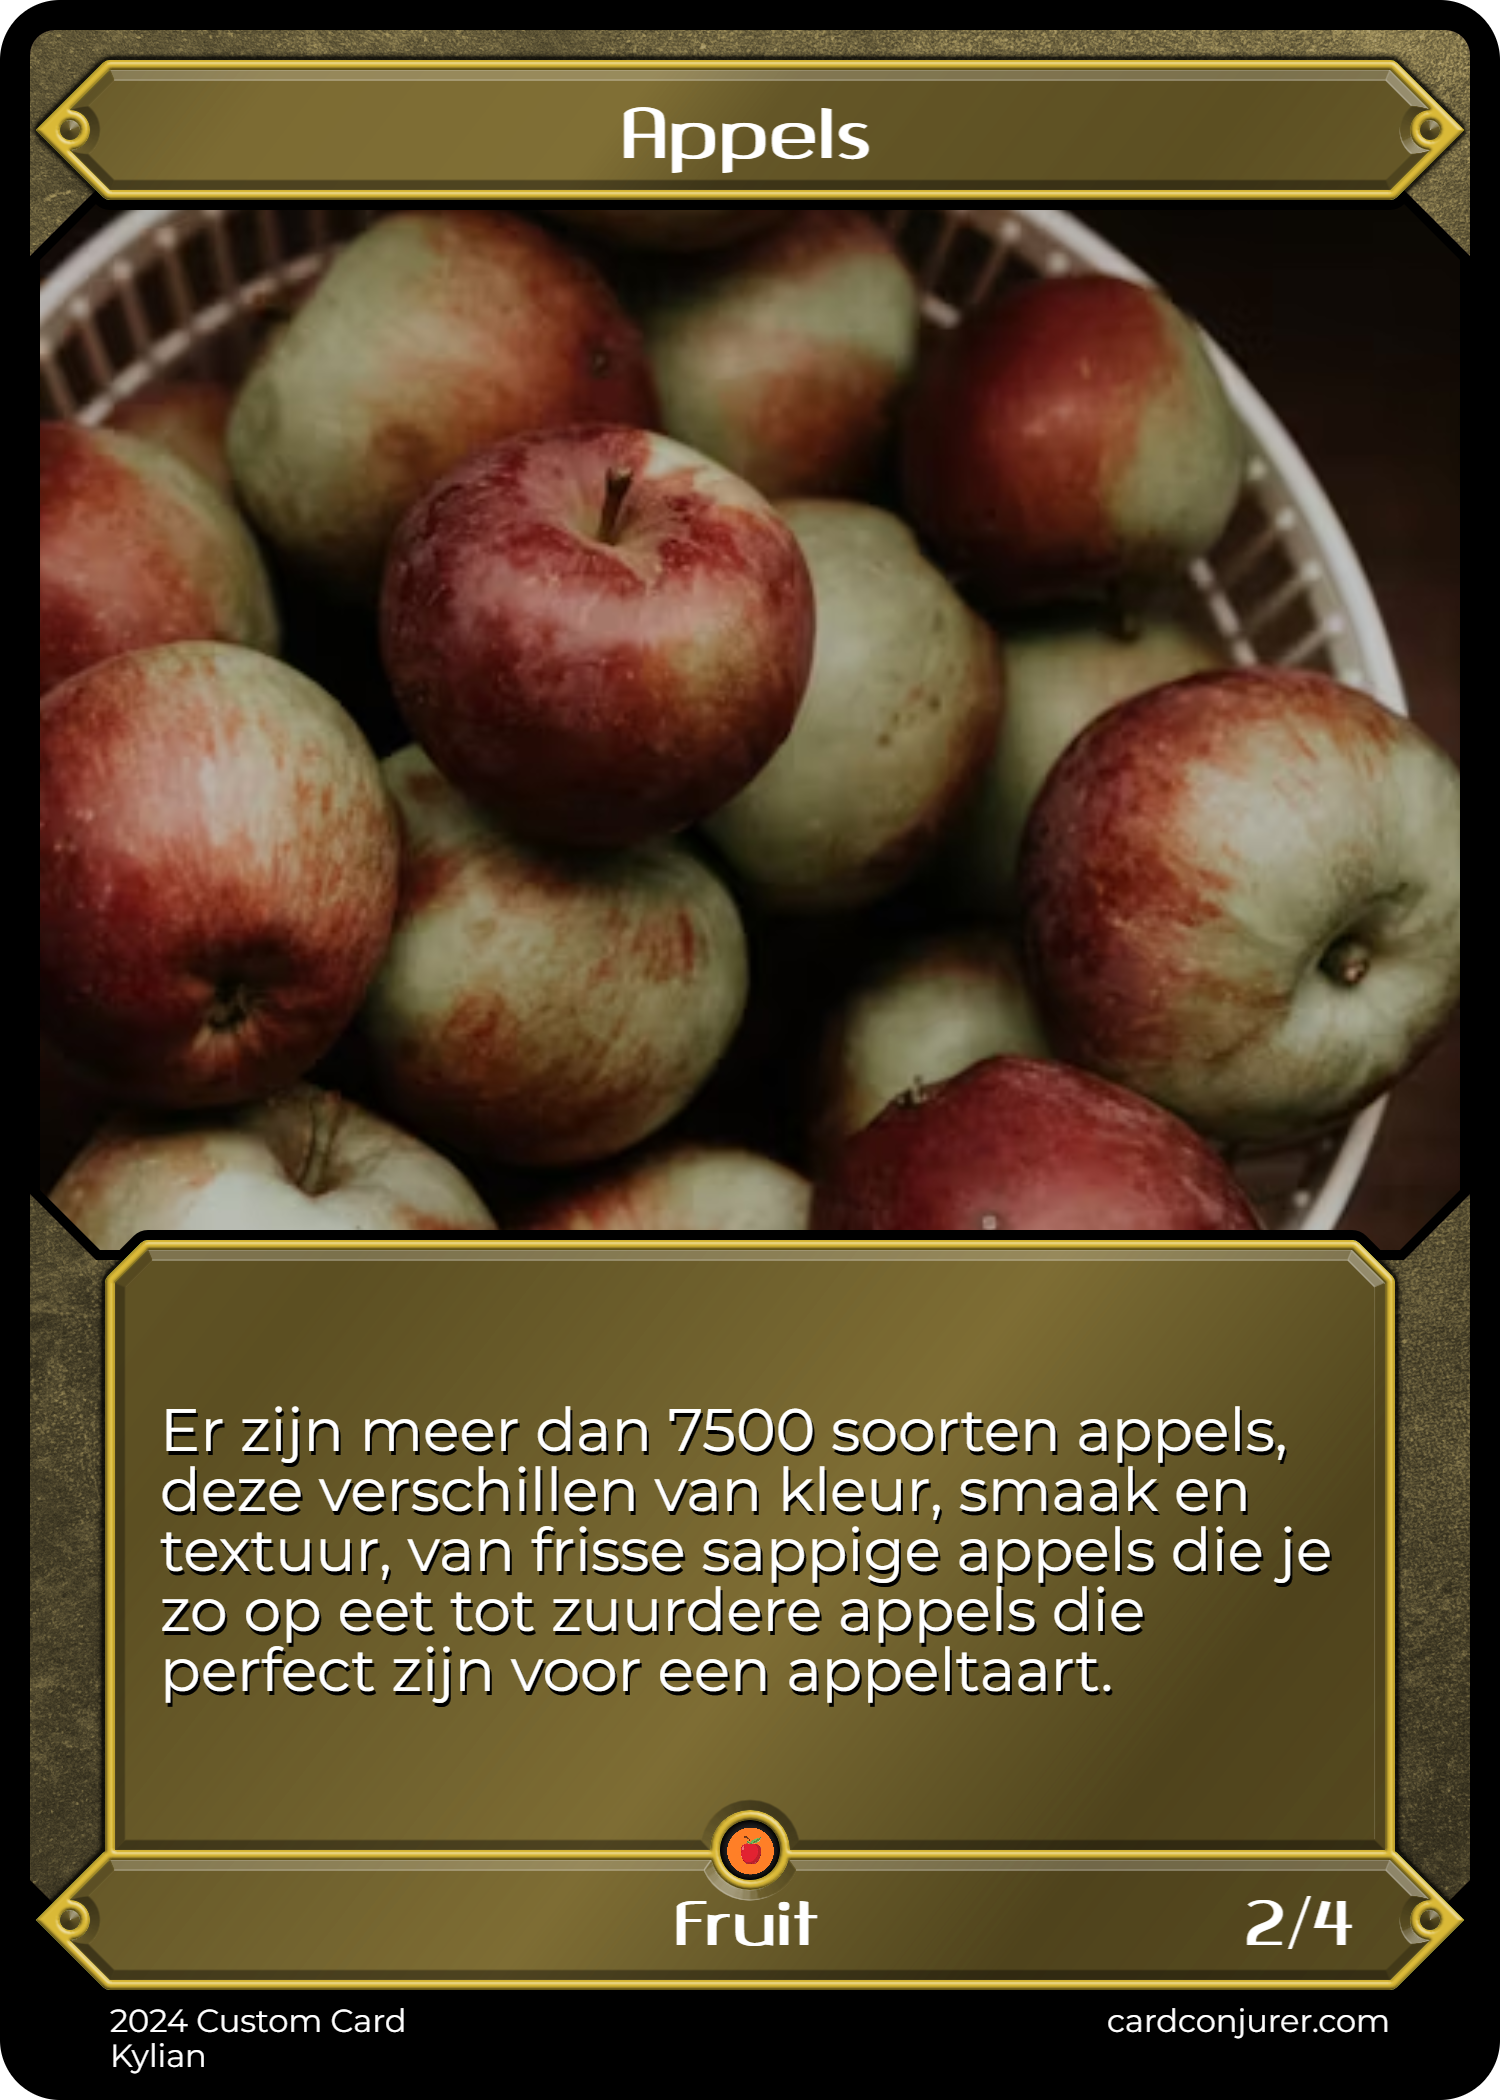 Appels
Er zijn meer dan 7500 soorten appels,
deze verschillen van kleur, smaak en
textuur, van frisse sappige appels die je
zo op eet tot zuurdere appels die
perfect zijn voor een appeltaart.
Fruit
2/4
2024 Custom Card
cardconjurer.com
Kylian